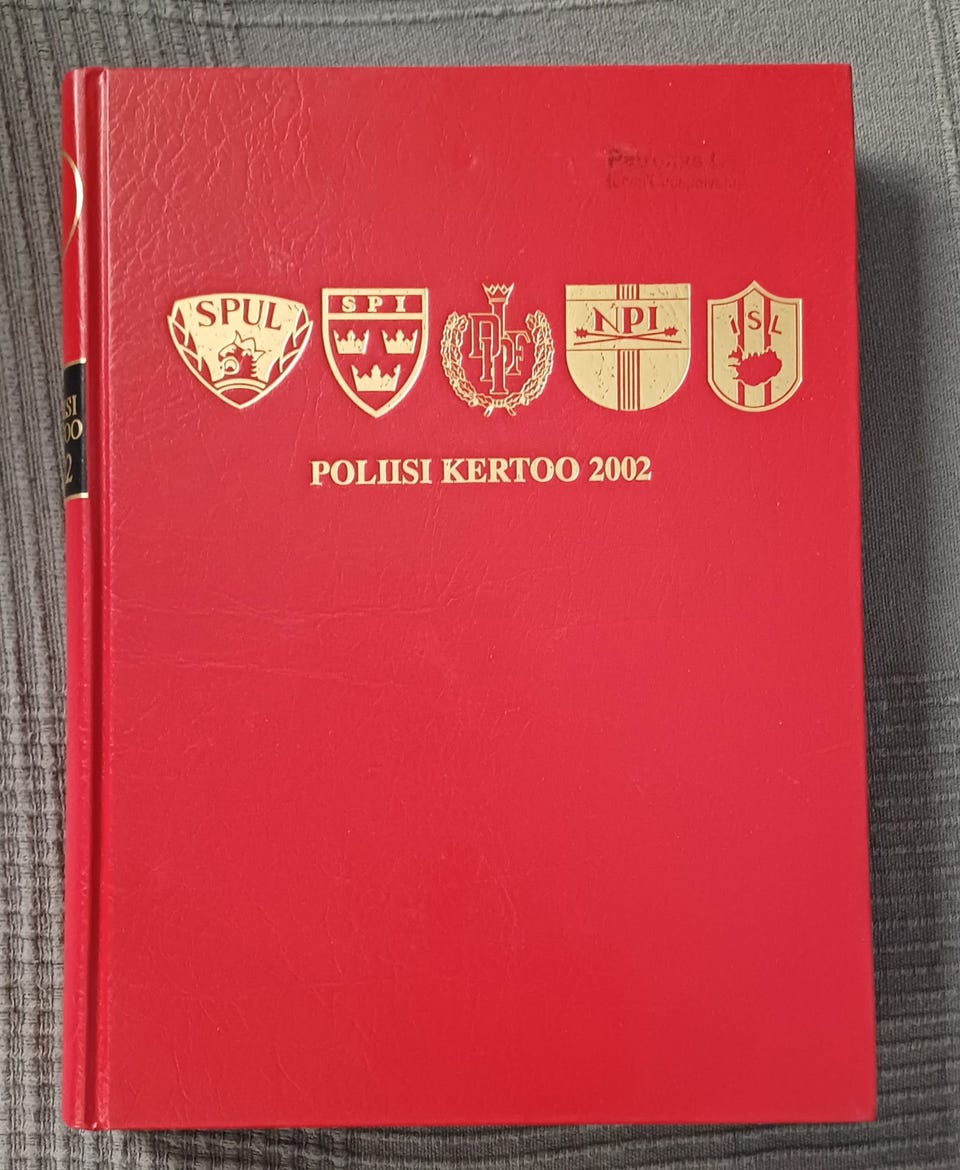 SPUL
SPI
NPI
ISL
POLIISI KERTOO 2002